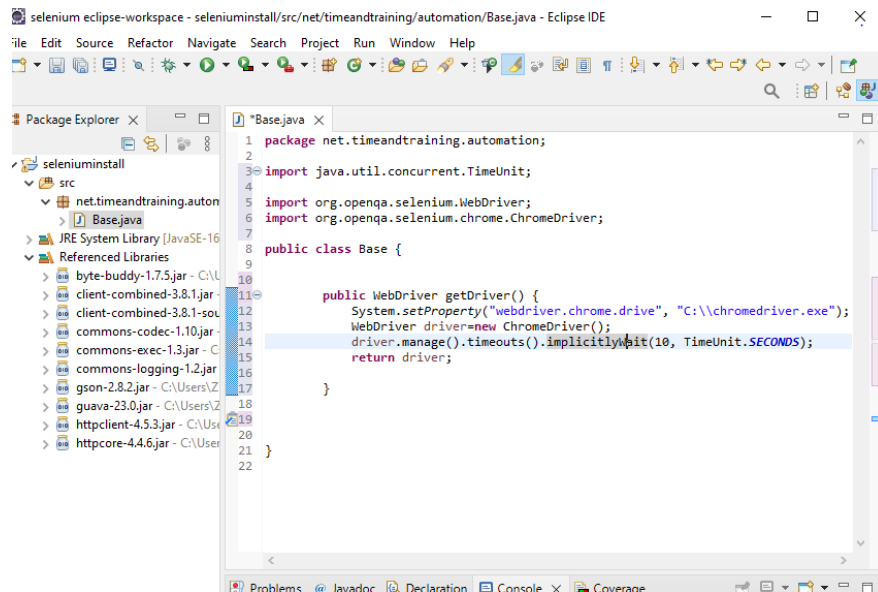 selenium eclipse-workspace - seleniuminstall/src/net/timeandtraining/automation/Base.java - Eclipse IDE
File Edit Source Refactor Navigate Search Project Run Window Help
Package Explorer
*Base.java
seleniuminstall
src
net.timeandtraining.autom
Base.java
JRE System Library [JavaSE-16
Referenced Libraries
byte-buddy-1.7.5.jar - C:\U
client-combined-3.8.1.jar -
client-combined-3.8.1-sou
commons-codec-1.10.jar -
commons-exec-1.3.jar - C:
commons-logging-1.2.jar
gson-2.8.2.jar - C:\Users\Z
guava-23.0.jar - C:\Users\Z
httpclient-4.5.3.jar - C:\Use
httpcore-4.4.6.jar - C:\User
1 package net.timeandtraining.automation;
2
3 import java.util.concurrent.TimeUnit;
4
5 import org.openqa.selenium.WebDriver;
6 import org.openqa.selenium.chrome.ChromeDriver;
7
8 public class Base {
9
10
11 public WebDriver getDriver() {
12 System.setProperty("webdriver.chrome.drive", "C:\\chromedriver.exe");
13 WebDriver driver=new ChromeDriver();
14 driver.manage().timeouts().implicitlyWait(10, TimeUnit.SECONDS);
15 return driver;
16
17 }
18
19
20
21 }
22
Problems @ Javadoc Declaration Console Coverage